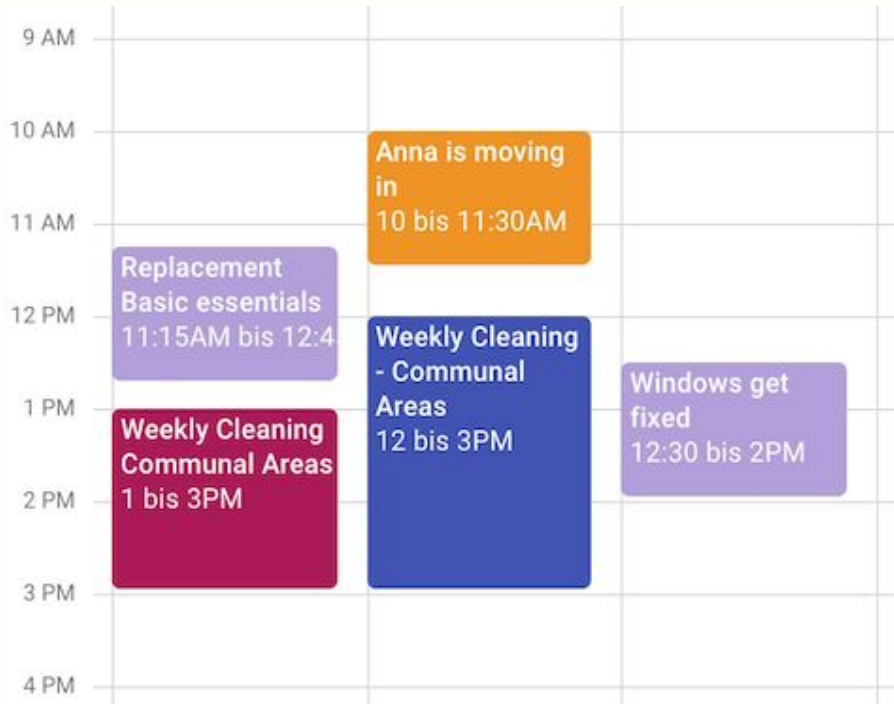 9 AM
10 AM
11 AM
12 PM
1 PM
2 PM
3 PM
4 PM
Replacement
Basic essentials
11:15AM bis 12:4
Weekly Cleaning
Communal Areas
1 bis 3PM
Anna is moving
in
10 bis 11:30AM
Weekly Cleaning
- Communal
Areas
12 bis 3PM
Windows get
fixed
12:30 bis 2PM